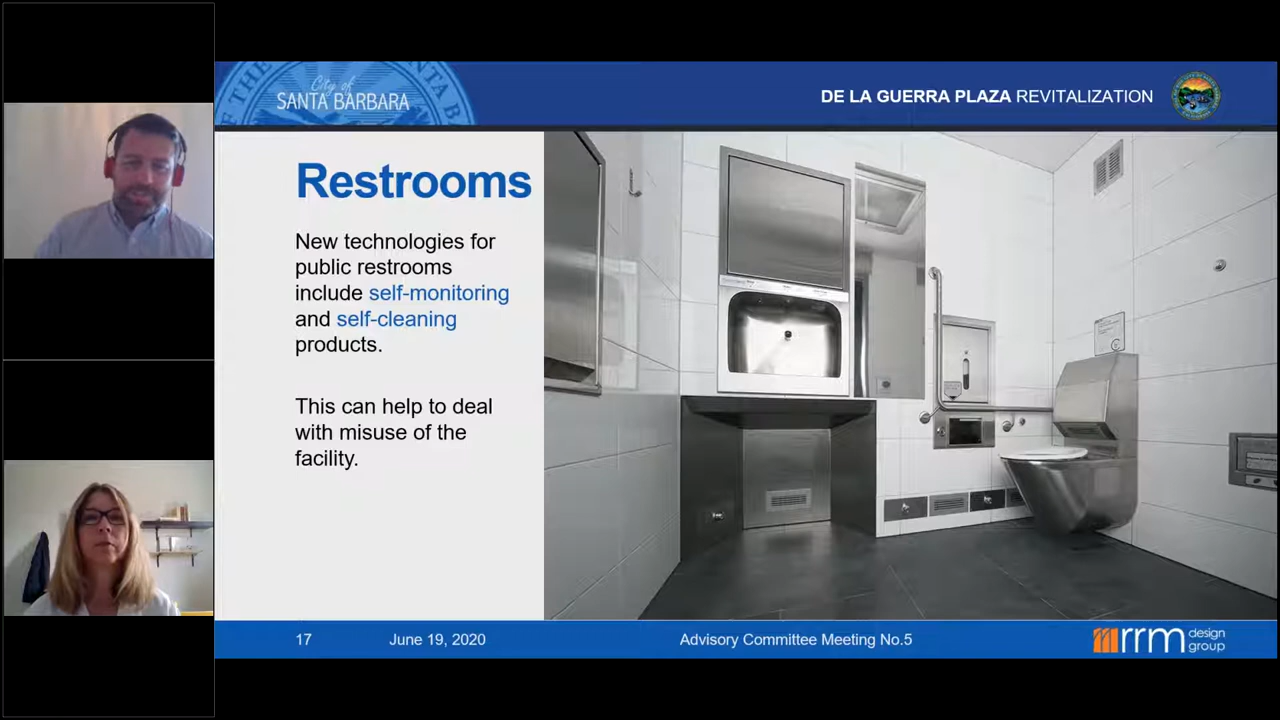 City of
SANTA BARBARA
DE LA GUERRA PLAZA REVITALIZATION
Restrooms
New technologies for
public restrooms
include self-monitoring
and self-cleaning
products.
This can help to deal
with misuse of the
facility.
17
June 19, 2020
Advisory Committee Meeting No.5
rrm design
group